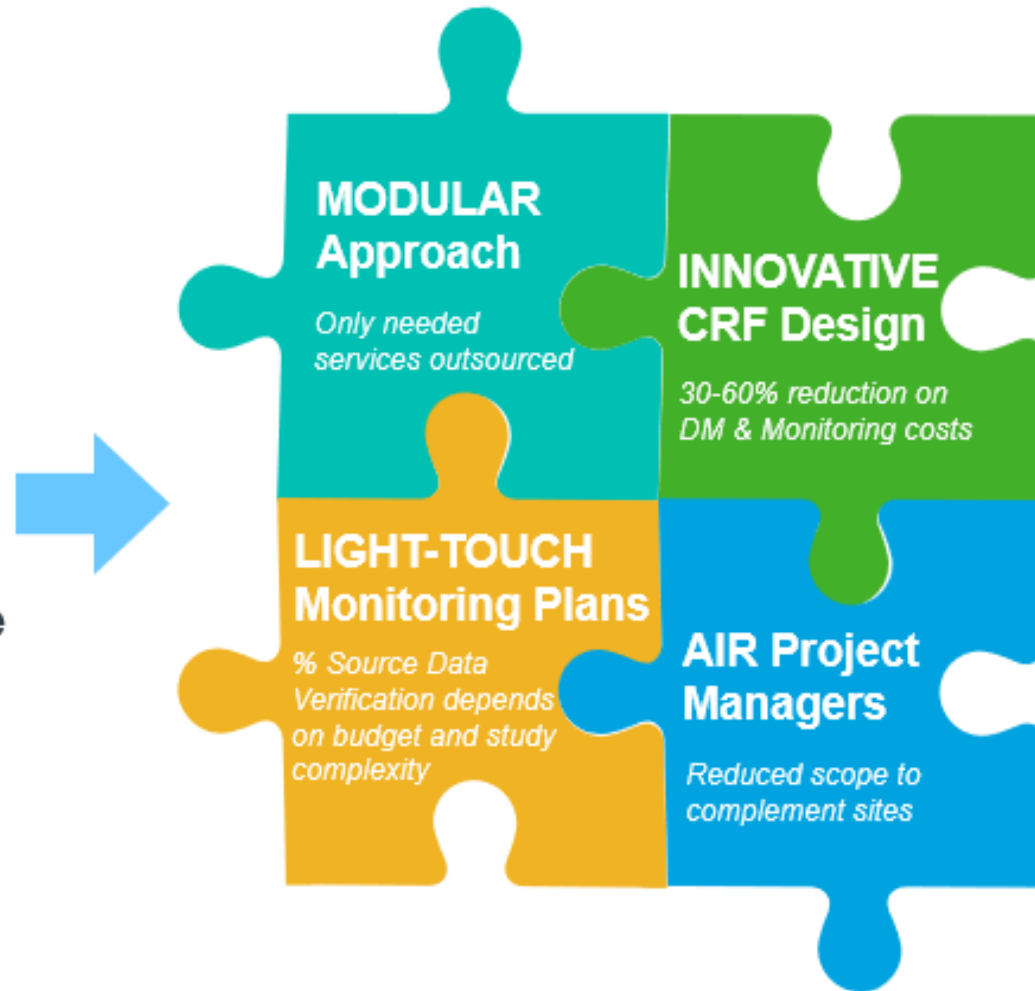 MODULAR
Approach
Only needed
services outsourced
INNOVATIVE
CRF Design
30-60% reduction on
DM & Monitoring costs
e
LIGHT-TOUCH
Monitoring Plans
% Source Data
Verification depends
on budget and study
complexity
AIR Project
Managers
Reduced scope to
complement sites